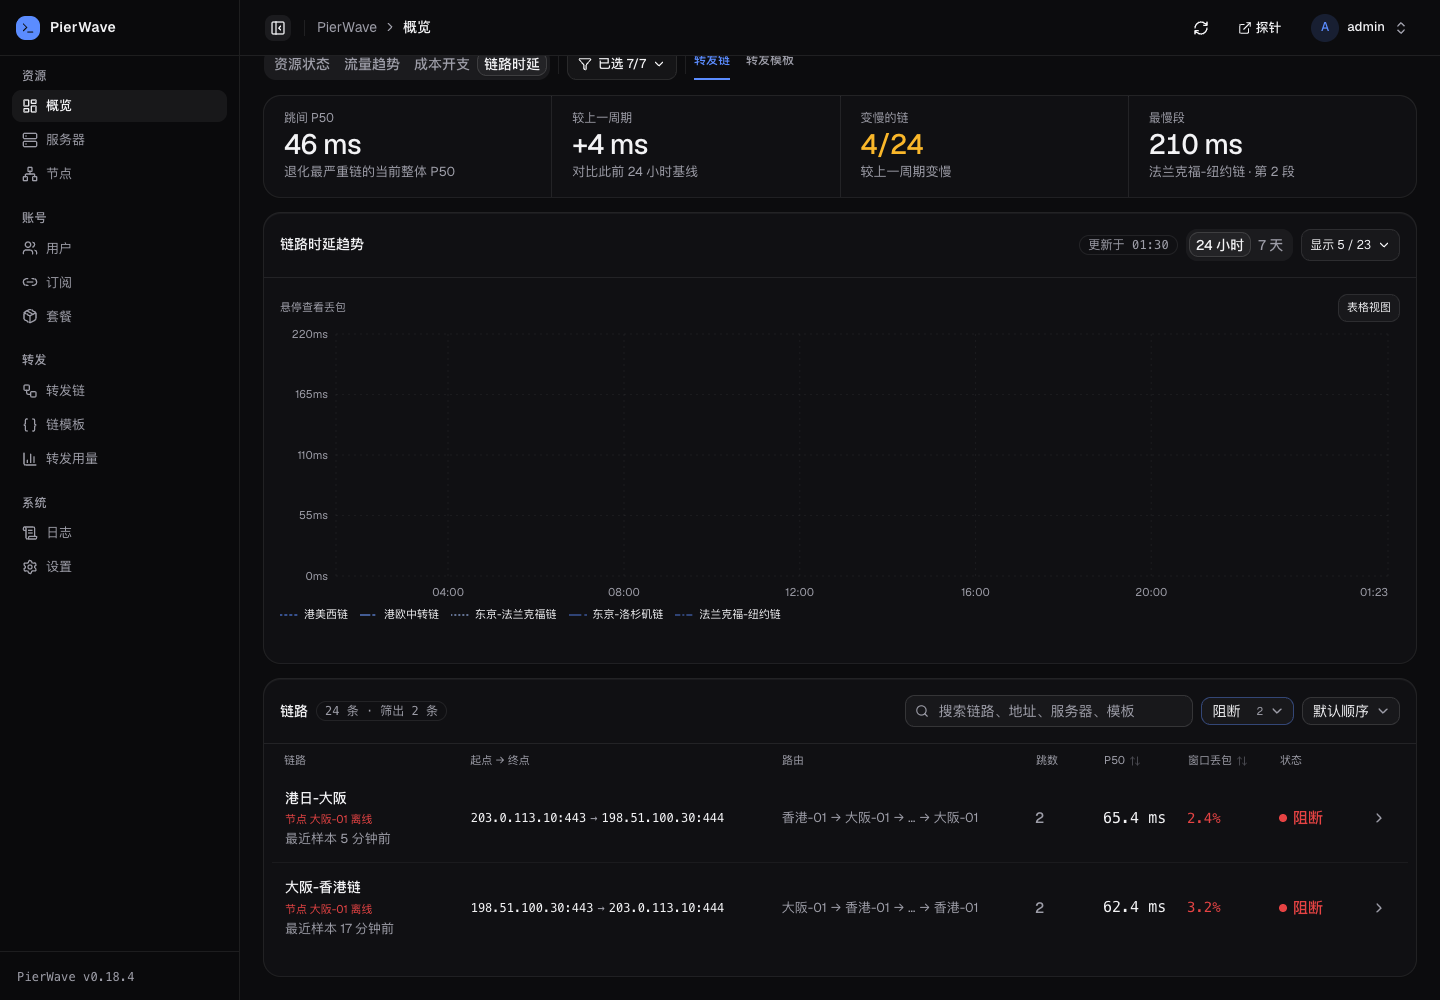 PierWave
PierWave > 概览
探针
A admin
资源
概览
服务器
节点
账号
用户
订阅
套餐
转发
转发链
链模板
转发用量
系统
日志
设置
PierWave v0.18.4
资源状态 流量趋势 成本开支 链路时延
已选 7/7
转发链 转发模板
跳间 P50
46 ms
退化最严重链的当前整体 P50
较上一周期
+4 ms
对比此前 24 小时基线
变慢的链
4/24
较上一周期变慢
最慢段
210 ms
法兰克福-纽约链 · 第 2 段
链路时延趋势
更新于 01:30
24 小时 7 天
显示 5 / 23
悬停查看丢包
表格视图
220ms
165ms
110ms
55ms
0ms
04:00 08:00 12:00 16:00 20:00 01:23
港美西链 港欧中转链 东京-法兰克福链 东京-洛杉矶链 法兰克福-纽约链
链路 24 条 · 筛出 2 条
搜索链路、地址、服务器、模板
阻断 2
默认顺序
链路 起点 → 终点 路由 跳数 P50 窗口丢包 状态
港日-大阪
节点 大阪-01 离线
最近样本 5 分钟前
203.0.113.10:443 → 198.51.100.30:443
香港-01 → 大阪-01 → … → 大阪-01
2
65.4 ms
2.4%
阻断
大阪-香港链
节点 大阪-01 离线
最近样本 17 分钟前
198.51.100.30:443 → 203.0.113.10:444
大阪-01 → 香港-01 → … → 香港-01
2
62.4 ms
3.2%
阻断